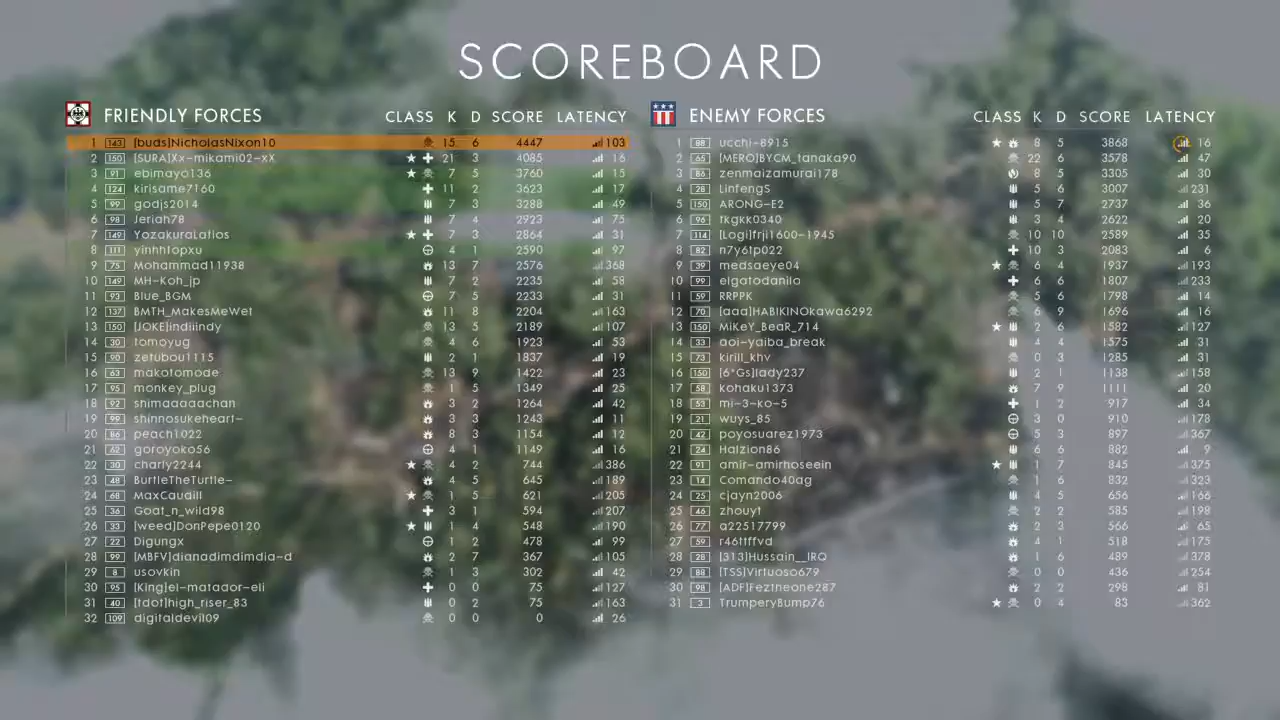 SCOREBOARD
FRIENDLY FORCES CLASS K D SCORE LATENCY
1 143 [buds]NicholasNixon10 15 6 4447 103
2 150 [SURA]Xx-mikami02-xX 21 3 4085 16
3 91 ebimayo136 7 5 3760 15
4 124 kirisame7160 11 2 3623 17
5 99 godjs2014 7 3 3288 49
6 98 Jeriah78 7 4 2923 75
7 149 YozakuraLatios 7 3 2864 31
8 111 yinhhtopxu 4 1 2590 97
9 75 Mohammad11938 13 7 2576 368
10 149 MH-Koh_jp 7 2 2235 58
11 93 Blue_BGM 7 5 2233 31
12 137 BMTH_MakesMeWet 11 8 2204 163
13 150 [JOKE]indiindy 13 5 2189 107
14 30 tomoyug 4 6 1923 53
15 90 zetubou1115 2 1 1837 19
16 63 makotomode 13 9 1422 23
17 95 monkey_plug 1 5 1349 25
18 92 shimaaaaachan 3 2 1264 42
19 99 shinnosukeheart- 3 3 1243 11
20 86 peach1022 8 3 1154 12
21 62 goroyoko56 4 1 1149 16
22 30 charly2244 4 2 744 386
23 48 BurtleTheTurtle- 4 5 645 189
24 68 MaxCaudill 1 5 621 205
25 36 Goat_n_wild98 3 1 594 207
26 33 [weed]DonPepe0120 1 4 548 190
27 22 Digungx 1 2 478 99
28 99 [MBFV]dianadimdimdia-d 2 7 367 105
29 8 usovkin 1 3 302 42
30 95 [King]el-matador-eli 0 0 75 127
31 40 [tdot]high_riser_83 0 2 75 163
32 109 digitaldevil09 0 0 0 26
ENEMY FORCES CLASS K D SCORE LATENCY
1 88 ucchi-8915 8 5 3868 16
2 65 [MERO]BYCM_tanaka90 22 6 3578 47
3 86 zenmaizamurai178 8 5 3305 30
4 28 LinfengS 5 6 3007 231
5 150 ARONG-E2 5 7 2737 36
6 96 rkgkk0340 3 4 2622 20
7 114 [Logi]frji1600-1945 10 10 2589 35
8 82 n7y61p022 10 3 2083 6
9 39 medsaeye04 6 4 1937 193
10 99 elgatodanilo 6 6 1807 233
11 59 RRPPK 5 6 1798 14
12 70 [aaa]HABIKINOkawa6292 6 9 1696 16
13 150 MiKeY_BeaR_714 2 6 1582 127
14 33 aoi-yaiba_break 4 4 1575 31
15 73 kirill_khv 0 3 1285 31
16 150 [6*Gs]lady237 2 1 1138 158
17 58 kohaku1373 7 9 1111 20
18 53 mi-3-ko-5 1 2 917 34
19 21 wuys_85 3 0 910 178
20 42 poyosuarez1973 5 3 897 367
21 24 Halzion86 6 6 882 9
22 91 amir-amirhoseein 1 7 845 375
23 14 Comando40ag 1 6 832 323
24 25 cjayn2006 4 5 656 166
25 46 zhouyt 2 2 585 198
26 77 a22517799 2 3 566 65
27 59 r46ttffvd 4 1 518 175
28 28 [313]Hussain__IRQ 1 6 489 378
29 88 [TSS]Virtuoso679 0 0 436 254
30 98 [ADF]Feztheone287 2 2 298 81
31 3 TrumperyBump76 0 4 83 362